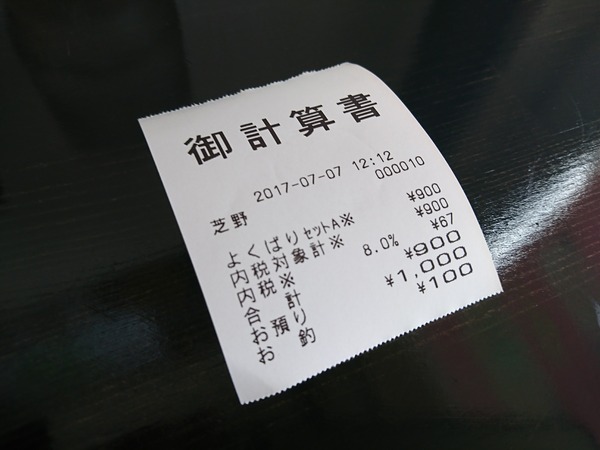 御計算書
2017-07-07 12:12
芝野 000010
よくばりセットA※ ¥900
内税対象計※ ¥900
内税※ 8.0% ¥67
合 計 ¥900
お預り ¥1,000
お 釣 ¥100